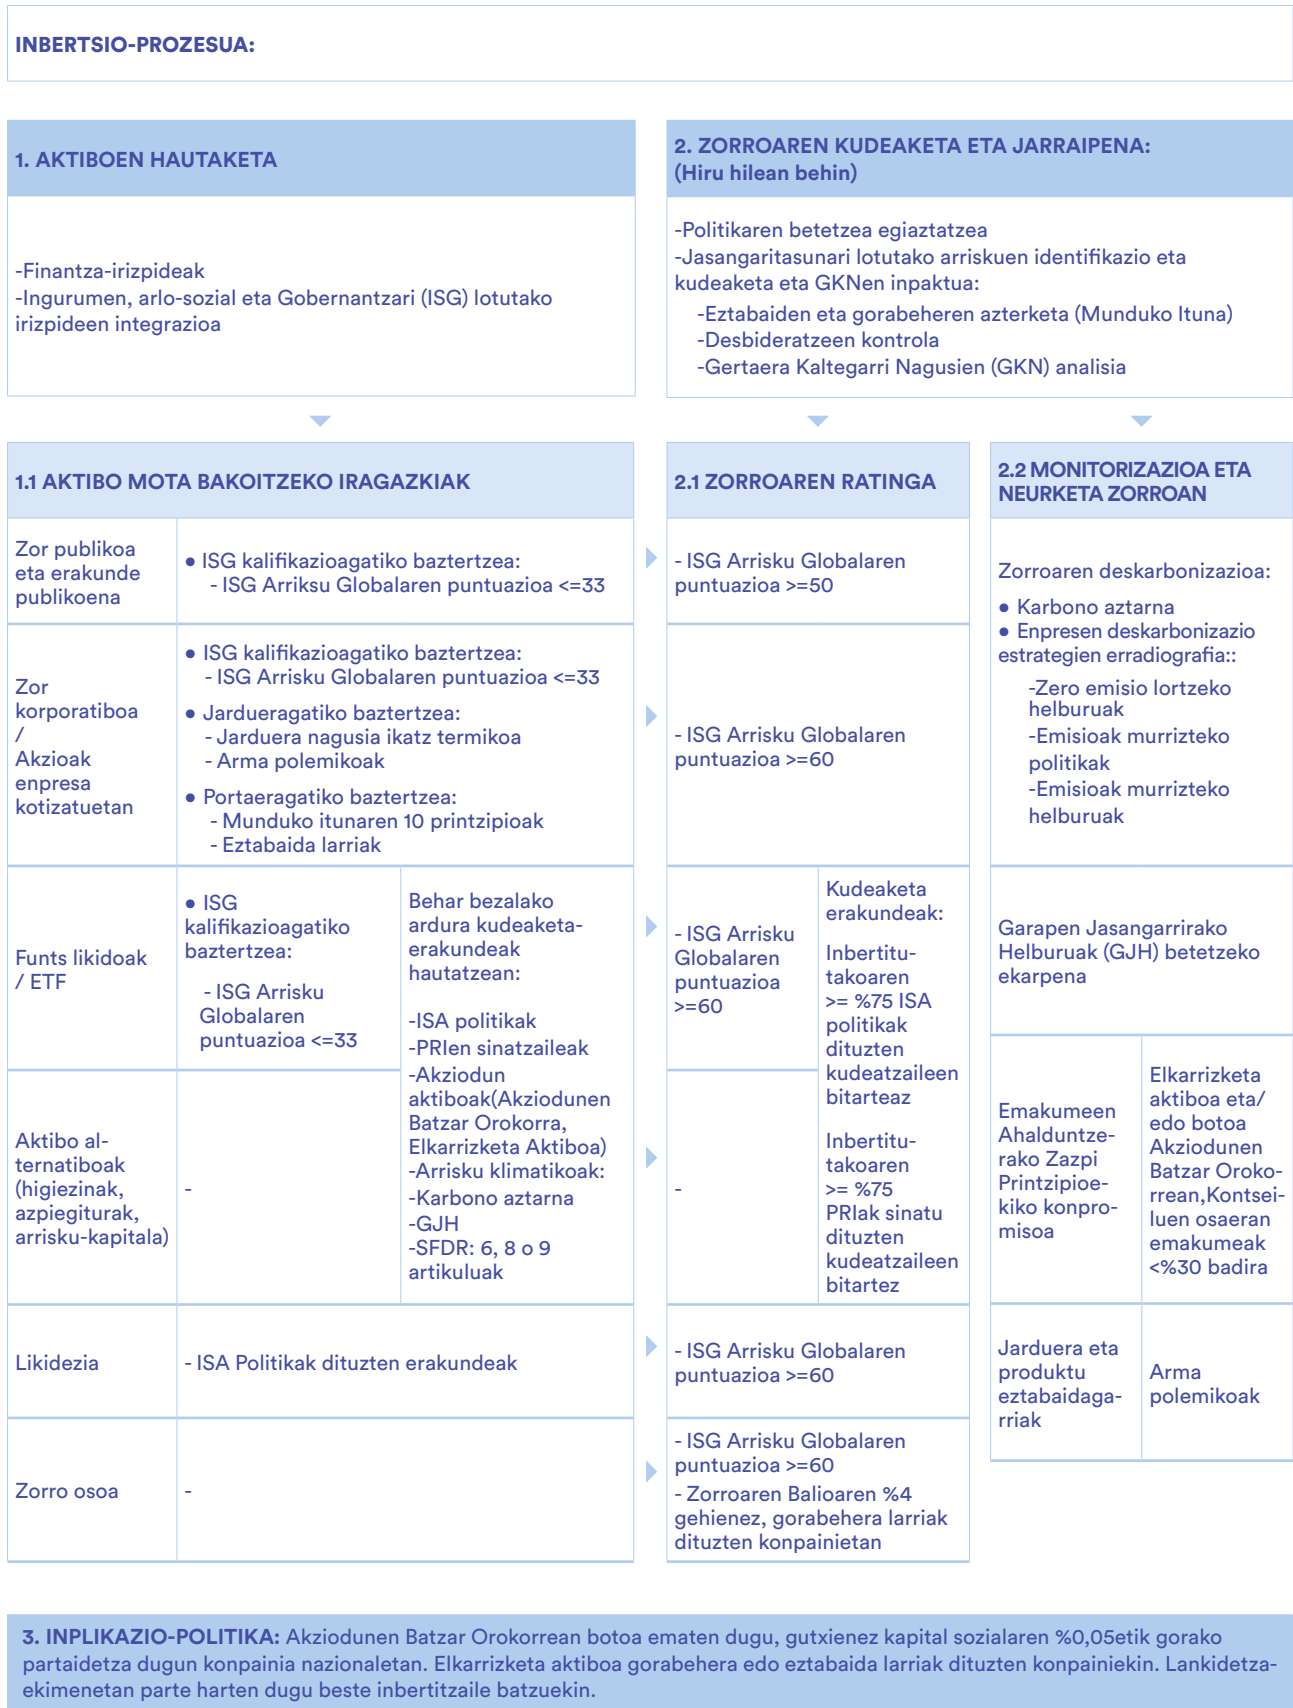 INBERTSIO-PROZESUA:
1. AKTIBOEN HAUTAKETA
-Finantza-irizpideak
-Ingurumen, arlo-sozial eta Gobernantzari (ISG) lotutako
irizpideen integrazioa
2. ZORROAREN KUDEAKETA ETA JARRAIPENA:
(Hiru hilean behin)
-Politikaren betetzea egiaztatzea
-Jasangaritasunari lotutako arriskuen identifikazio eta
kudeaketa eta GKNen inpaktua:
-Eztabaiden eta gorabeheren azterketa (Munduko Ituna)
-Desbideratzeen kontrola
-Gertaera Kaltegarri Nagusien (GKN) analisia
1.1 AKTIBO MOTA BAKOITZEKO IRAGAZKIAK
Zor publikoa
eta erakunde
publikoena
● ISG kalifikazioagatiko baztertzea:
- ISG Arriksu Globalaren puntuazioa <=33
Zor
korporatiboa
/
Akzioak
enpresa
kotizatuetan
● ISG kalifikazioagatiko baztertzea:
- ISG Arrisku Globalaren puntuazioa <=33
● Jardueragatiko baztertzea:
- Jarduera nagusia ikatz termikoa
- Arma polemikoak
● Portaeragatiko baztertzea:
- Munduko itunaren 10 printzipioak
- Eztabaida larriak
Funts likidoak
/ ETF
● ISG
kalifikazioagatiko
baztertzea:
- ISG Arrisku
Globalaren
puntuazioa <=33
Behar bezalako
ardura kudeaketa-
erakundeak
hautatzean:
-ISA politikak
-PRIen sinatzaileak
-Akziodun
aktiboak(Akziodunen
Batzar Orokorra,
Elkarrizketa Aktiboa)
-Arrisku klimatikoak:
-Karbono aztarna
-GJH
-SFDR: 6, 8 o 9
artikuluak
Aktibo al-
ternatiboak
(higiezinak,
azpiegiturak,
arrisku-kapitala)
-
Likidezia
- ISA Politikak dituzten erakundeak
Zorro osoa
-
2.1 ZORROAREN RATINGA
- ISG Arrisku Globalaren
puntuazioa >=50
- ISG Arrisku Globalaren
puntuazioa >=60
- ISG Arrisku
Globalaren
puntuazioa
>=60
Kudeaketa
erakundeak:
Inbertitu-
takoaren
>= %75 ISA
politikak
dituzten
kudeatzaileen
bitarteaz
Inbertitu-
takoaren
>= %75
PRIak sinatu
dituzten
kudeatzaileen
bitartez
-
- ISG Arrisku Globalaren
puntuazioa >=60
- ISG Arrisku Globalaren
puntuazioa >=60
- Zorroaren Balioaren %4
gehienez, gorabehera larriak
dituzten konpainietan
2.2 MONITORIZAZIOA ETA
NEURKETA ZORROAN
Zorroaren deskarbonizazioa:
● Karbono aztarna
● Enpresen deskarbonizazio
estrategien erradiografia::
-Zero emisio lortzeko
helburuak
-Emisioak murrizteko
politikak
-Emisioak murrizteko
helburuak
Garapen Jasangarrirako
Helburuak (GJH) betetzeko
ekarpena
Emakumeen
Ahalduntze-
rako Zazpi
Printzipioe-
kiko konpro-
misoa
Elkarrizketa
aktiboa eta/
edo botoa
Akziodunen
Batzar Oroko-
rrean,Kontsei-
luen osaeran
emakumeak
<%30 badira
Jarduera eta
produktu
eztabaidaga-
rriak
Arma
polemikoak
3. INPLIKAZIO-POLITIKA: Akziodunen Batzar Orokorrean botoa ematen dugu, gutxienez kapital sozialaren %0,05etik gorako
partaidetza dugun konpainia nazionaletan. Elkarrizketa aktiboa gorabehera edo eztabaida larriak dituzten konpainiekin. Lankidetza-
ekimenetan parte harten dugu beste inbertitzaile batzuekin.